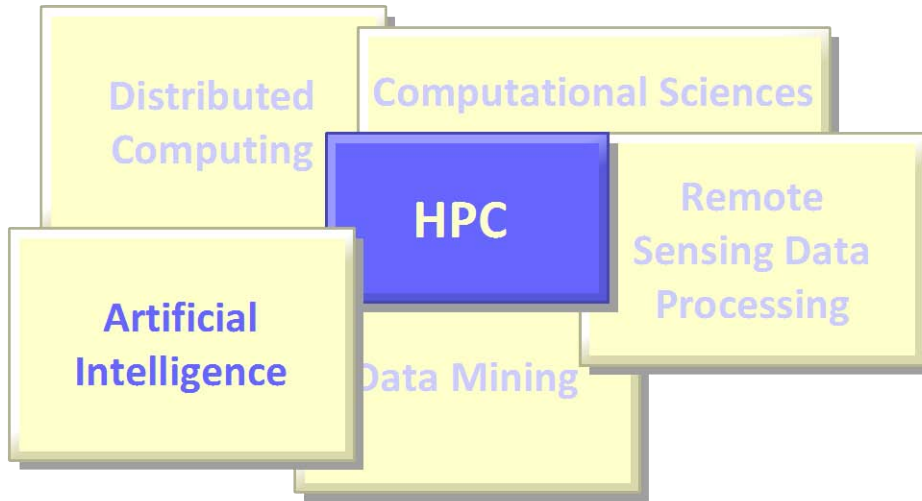 Distributed
Computing
Computational Sciences
HPC
Remote
Sensing Data
Processing
Artificial
Intelligence
Data Mining